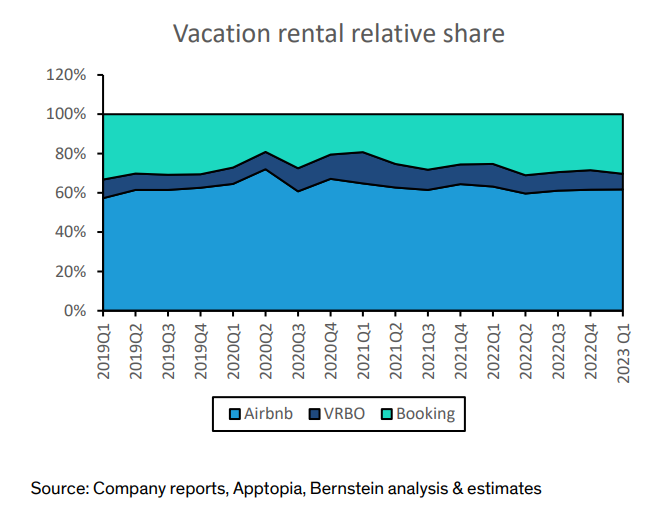 Vacation rental relative share
120%
100%
80%
60%
40%
20%
0%
2019Q1
2019Q2
2019Q3
2019Q4
2020Q1
2020Q2
2020Q3
2020Q4
2021Q1
2021Q2
2021Q3
2021Q4
2022Q1
2022Q2
2022Q3
2022Q4
2023 Q1
Airbnb VRBO Booking
Source: Company reports, Apptopia, Bernstein analysis & estimates